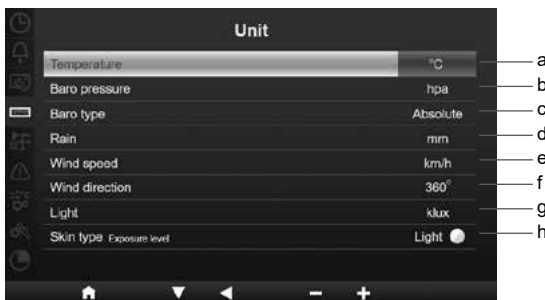 Unit
Temperature °C a
Baro pressure hpa b
Baro type Absolute c
Rain mm d
Wind speed km/h e
Wind direction 360° f
Light klux g
Skin type Exposure level Light h